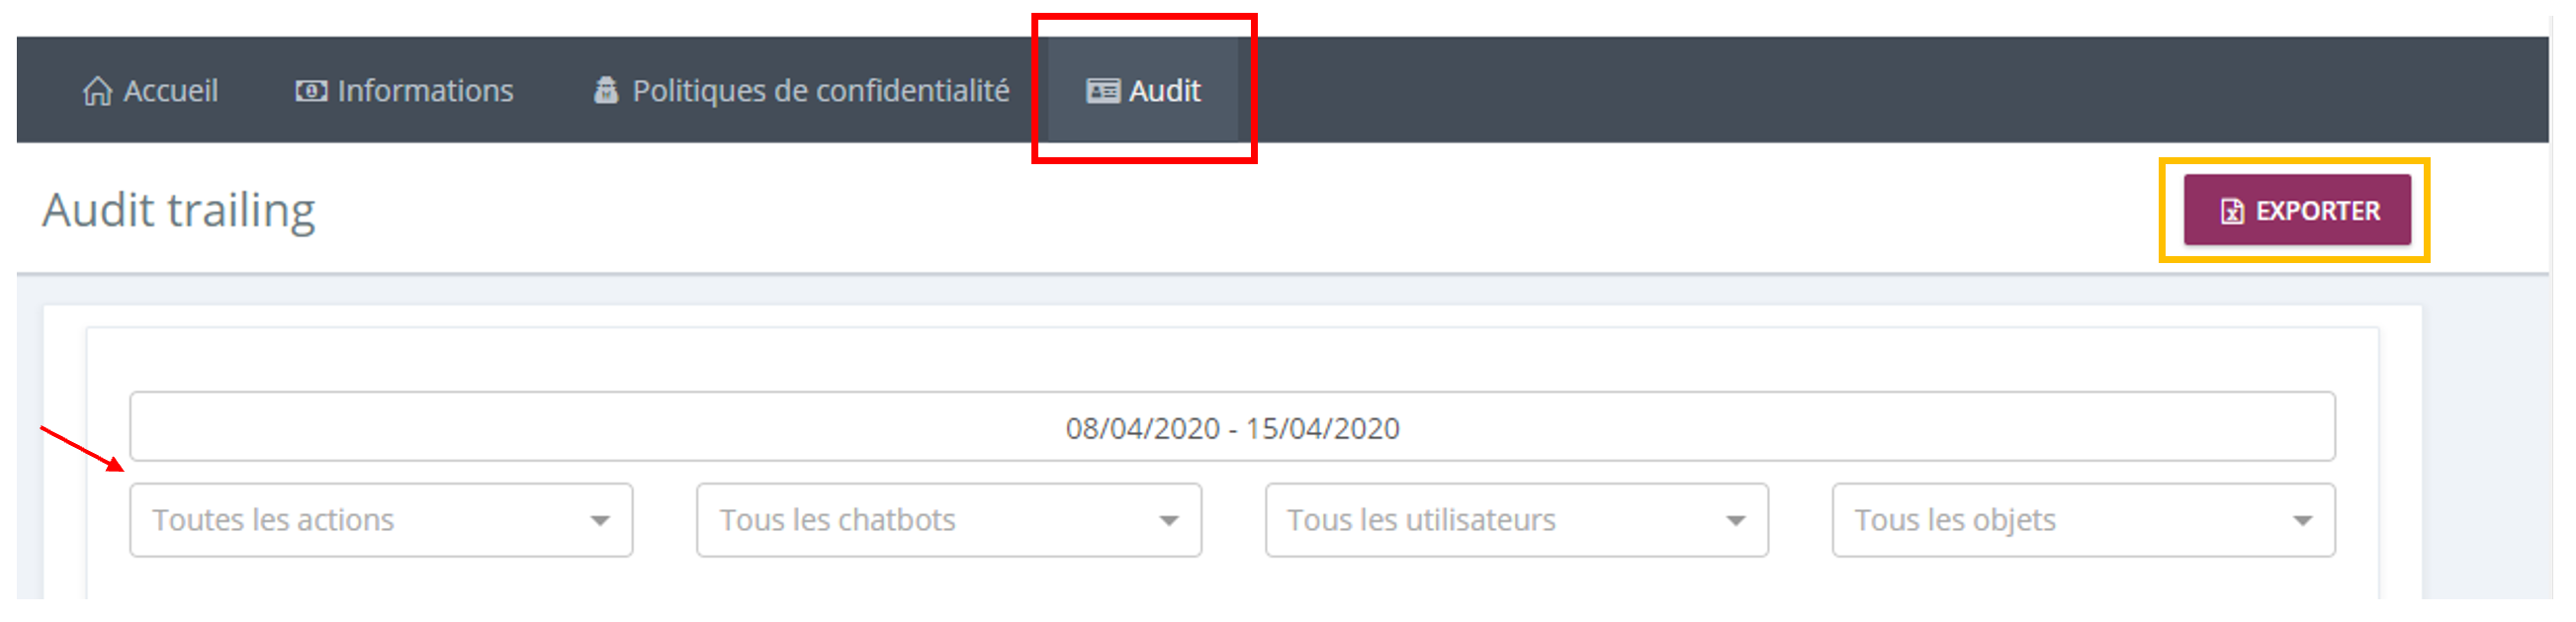 Accueil Informations Politiques de confidentialité Audit
Audit trailing
EXPORTER
08/04/2020 - 15/04/2020
Toutes les actions Tous les chatbots Tous les utilisateurs Tous les objets